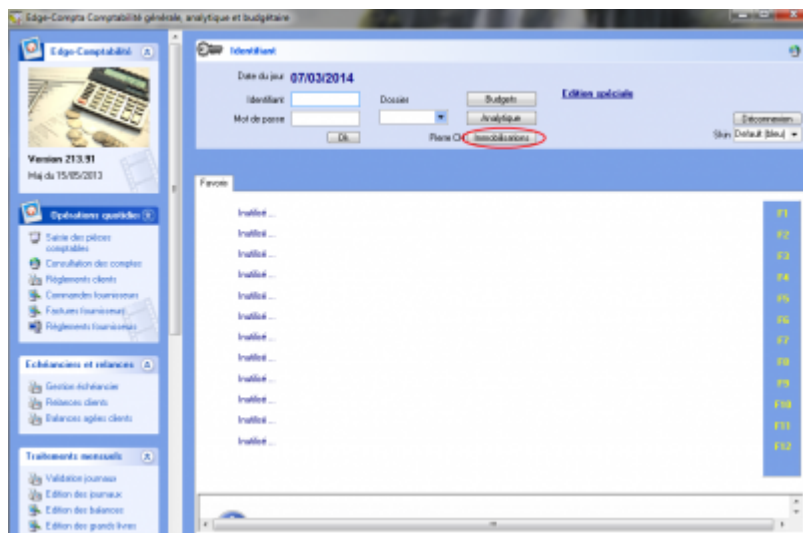 Edge-Compta Comptabilité générale, analytique et budgétaire
Edge-Comptabilité
Version 213.91
Maj du 15/05/2013
Opérations quotidie
Saisie des pièces
comptables
Consultation des comptes
Règlements clients
Commandes fournisseurs
Factures fournisseurs
Règlements fournisseurs
Echéanciers et relances
Gestion échéancier
Relances clients
Balances agées clients
Traitements mensuels
Validation journaux
Edition des journaux
Edition des balances
Edition des grands livres
Identifiant
Date du jour 07/03/2014
Identifiant
Dossier
Budgets
Edition spéciale
Mot de passe
Analytique
Déconnexion
Ok
Pierre
Immobilisations
Skin Default (bleu)
Favoris
Inutilisé ...
Inutilisé ...
Inutilisé ...
Inutilisé ...
Inutilisé ...
Inutilisé ...
Inutilisé ...
Inutilisé ...
Inutilisé ...
Inutilisé ...
Inutilisé ...
Inutilisé ...
F1
F2
F3
F4
F5
F6
F7
F8
F9
F10
F11
F12